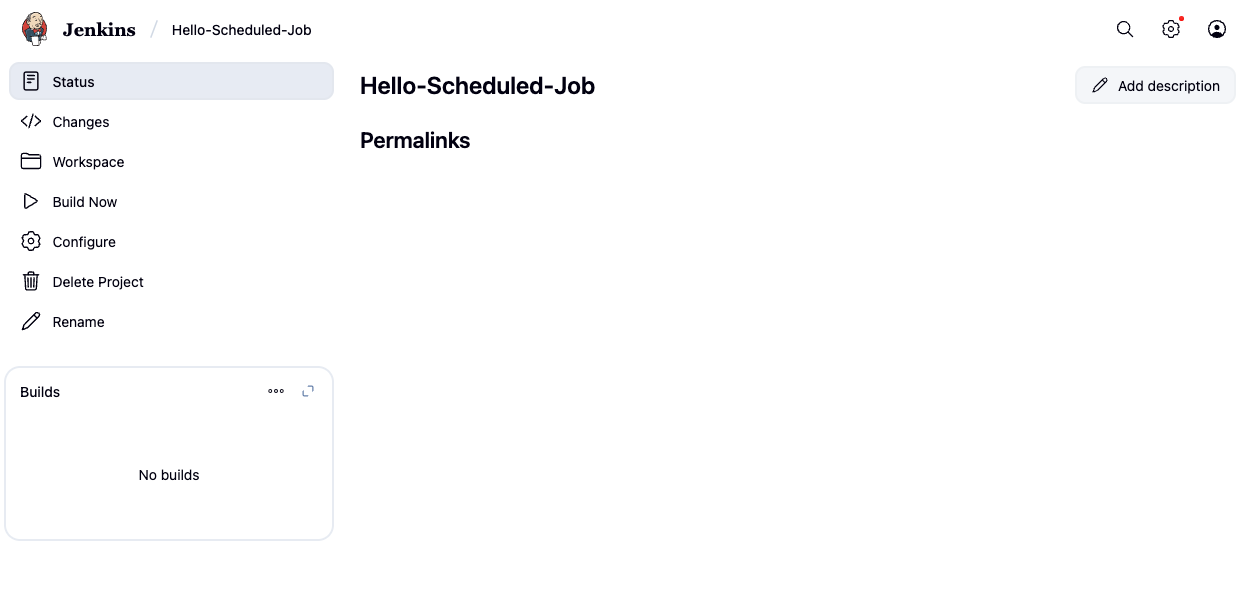 Jenkins / Hello-Scheduled-Job
Status
Changes
Workspace
Build Now
Configure
Delete Project
Rename
Builds
No builds
Hello-Scheduled-Job
Add description
Permalinks